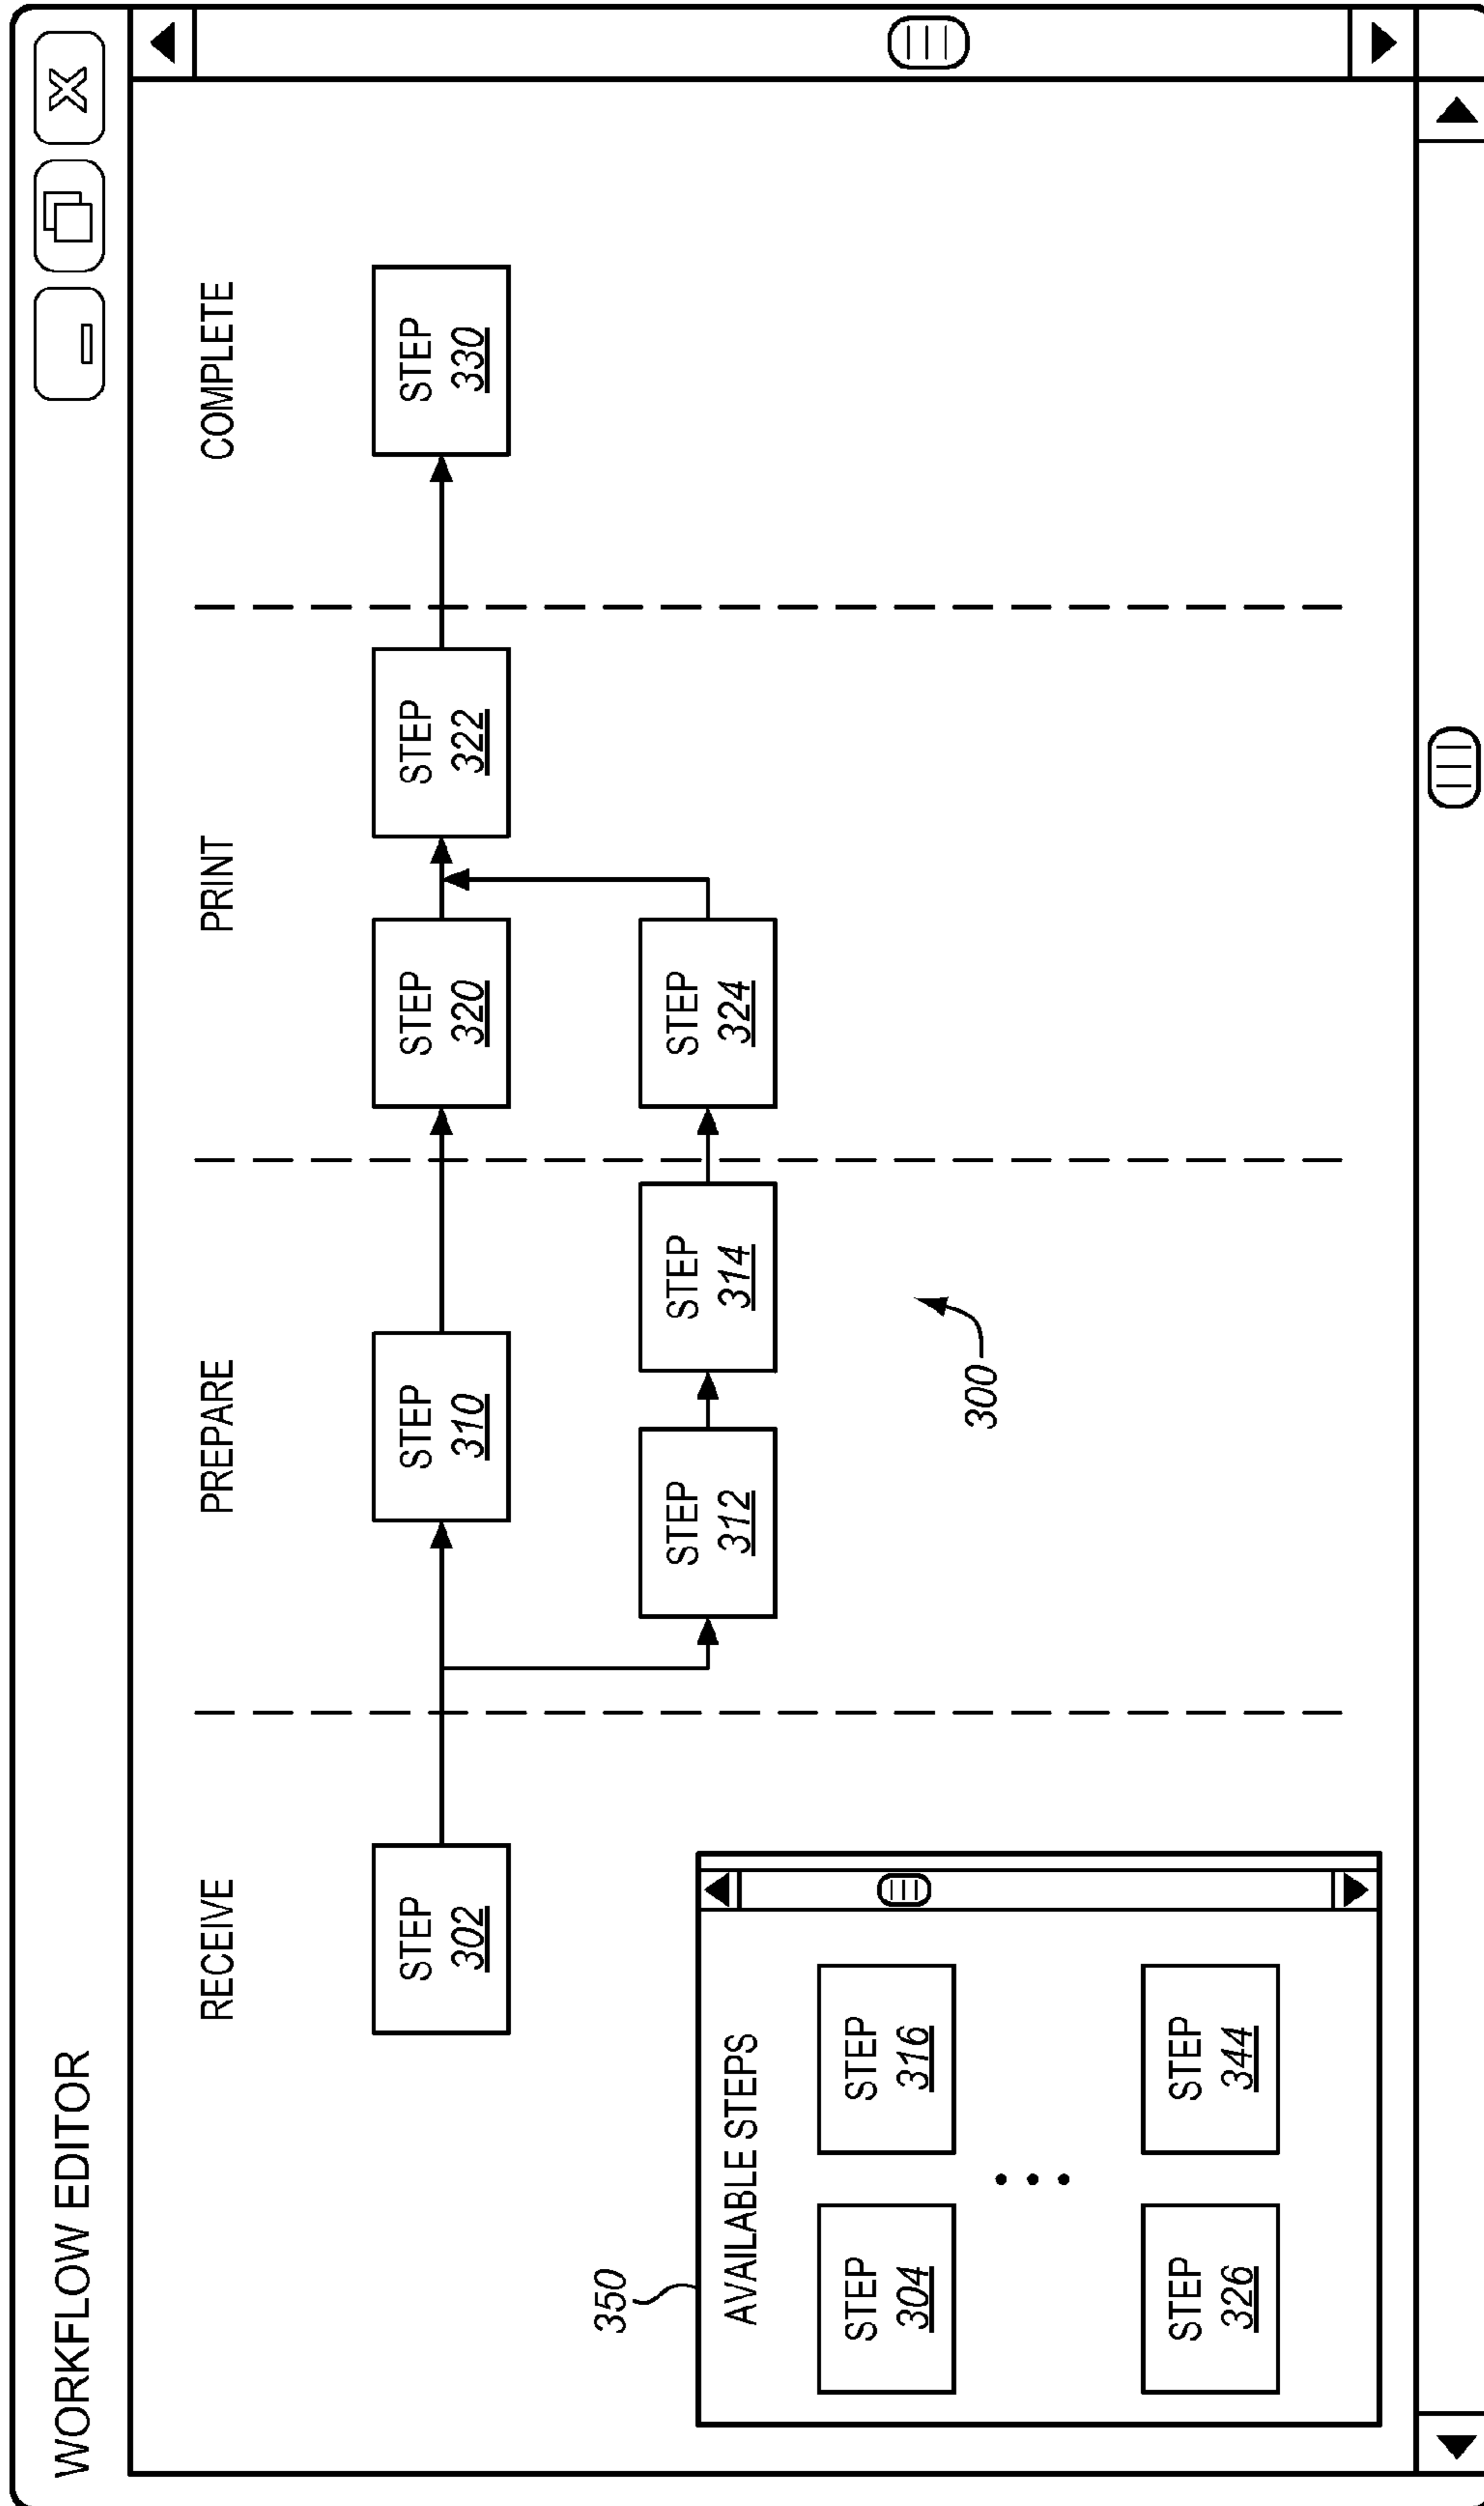 WORKFLOW EDITOR
X
RECEIVE
PREPARE
PRINT
COMPLETE
STEP
302
STEP
310
STEP
320
STEP
322
STEP
330
STEP
312
STEP
314
STEP
324
300
350
AVAILABLE STEPS
STEP
304
STEP
316
STEP
326
STEP
344